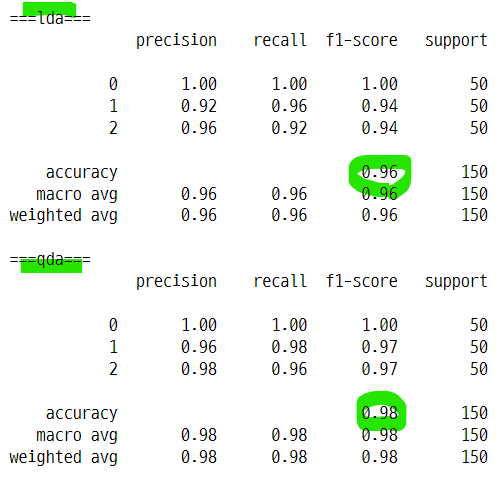 ===lda===
precision recall f1-score support
0 1.00 1.00 1.00 50
1 0.92 0.96 0.94 50
2 0.96 0.92 0.94 50
accuracy 0.96 150
macro avg 0.96 0.96 0.96 150
weighted avg 0.96 0.96 0.96 150
===qda===
precision recall f1-score support
0 1.00 1.00 1.00 50
1 0.96 0.98 0.97 50
2 0.98 0.96 0.97 50
accuracy 0.98 150
macro avg 0.98 0.98 0.98 150
weighted avg 0.98 0.98 0.98 150